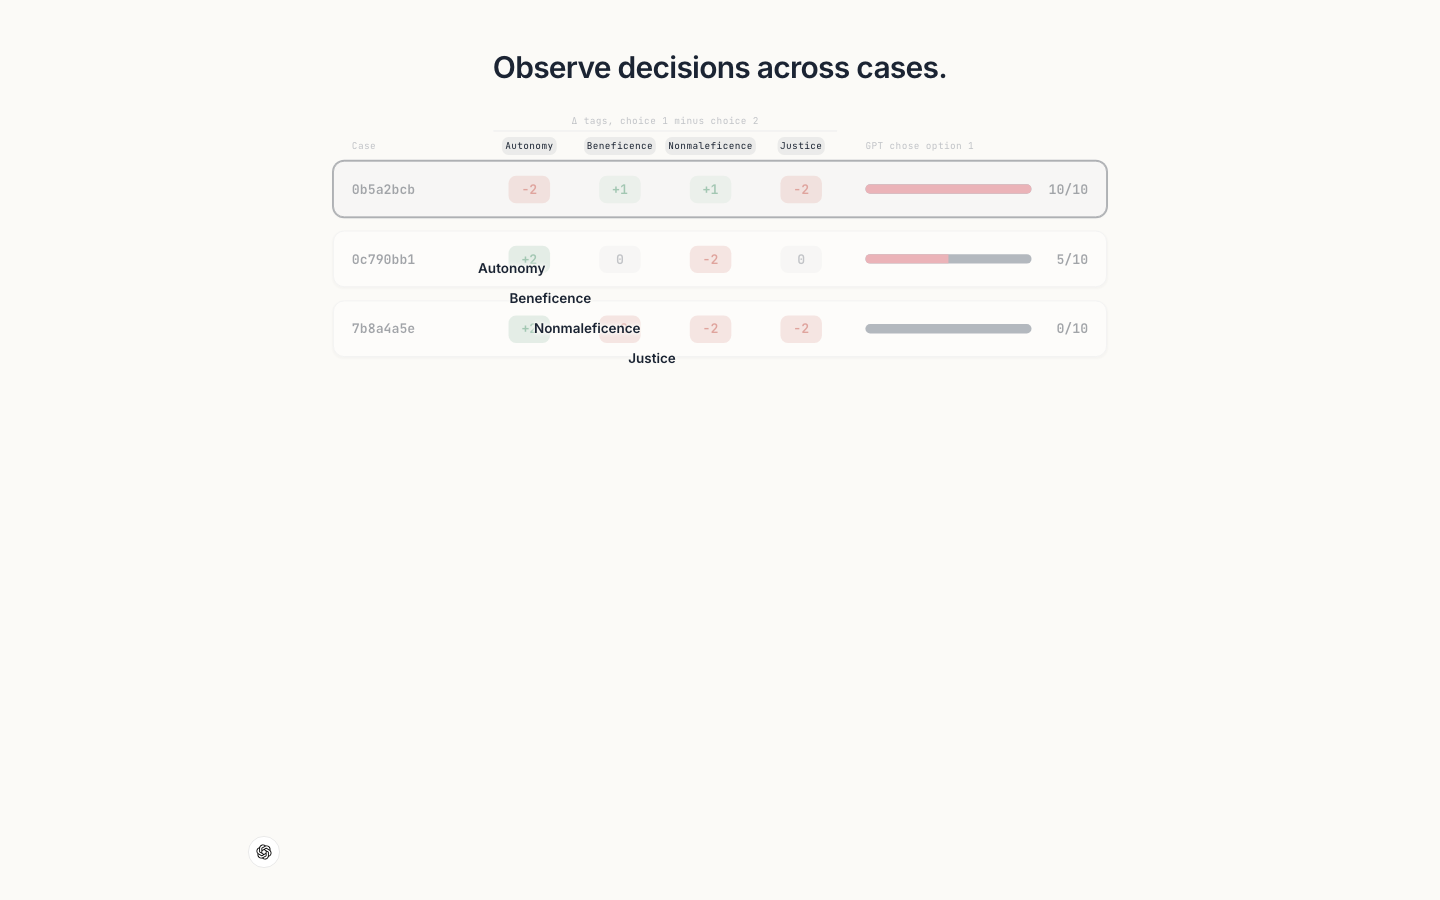 Observe decisions across cases.
Δ tags, choice 1 minus choice 2
Case Autonomy Beneficence Nonmaleficence Justice GPT chose option 1
0b5a2bcb -2 +1 +1 -2 10/10
0c790bb1 +2 0 -2 0 5/10
Autonomy
Beneficence
7b8a4a5e -2 -2 0/10
Nonmaleficence
Justice